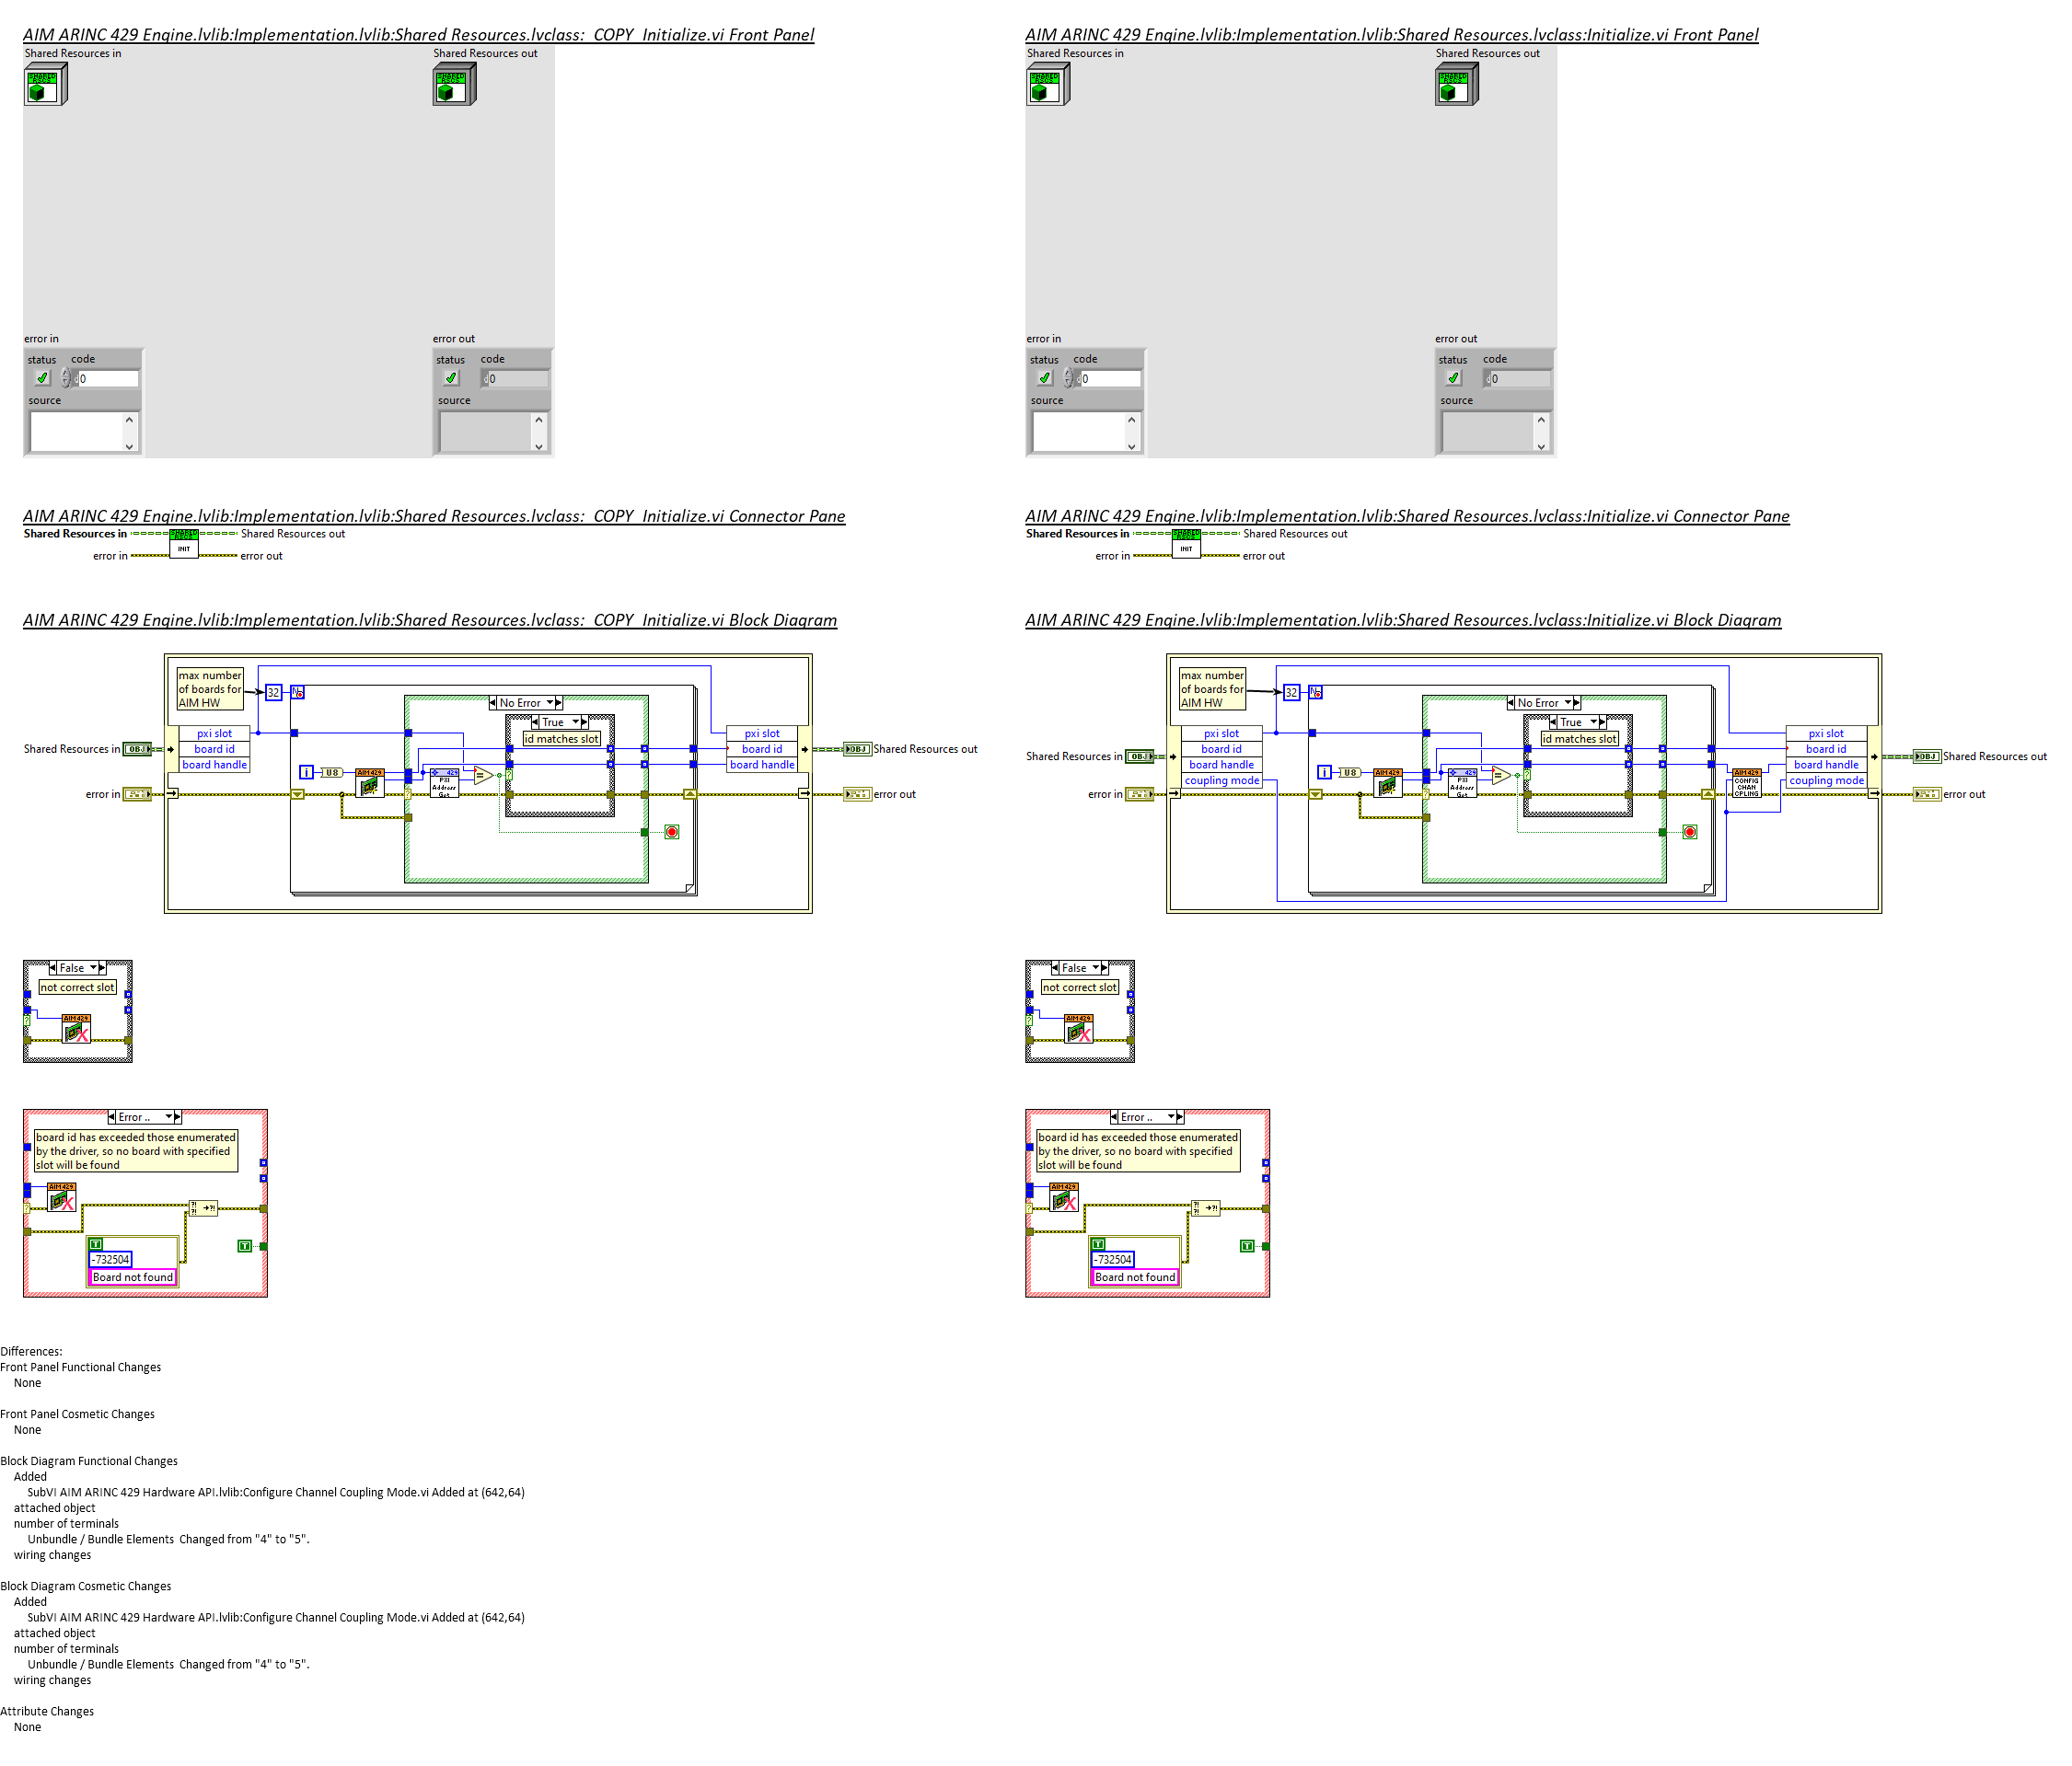 AIM ARINC 429 Engine.lvlib:Implementation.lvlib:Shared Resources.lvclass:_COPY_Initialize.vi Front Panel
Shared Resources in
Shared Resources out
SHARED
RSCS
SHARED
RSCS
error in
error out
status code
status code
0
0
source
source
AIM ARINC 429 Engine.lvlib:Implementation.lvlib:Shared Resources.lvclass:Initialize.vi Front Panel
Shared Resources in
Shared Resources out
SHARED
RSCS
SHARED
RSCS
error in
error out
status code
status code
0
0
source
source
AIM ARINC 429 Engine.lvlib:Implementation.lvlib:Shared Resources.lvclass:_COPY_Initialize.vi Connector Pane
Shared Resources in
Shared Resources out
INIT
error in
error out
AIM ARINC 429 Engine.lvlib:Implementation.lvlib:Shared Resources.lvclass:Initialize.vi Connector Pane
Shared Resources in
Shared Resources out
INIT
error in
error out
AIM ARINC 429 Engine.lvlib:Implementation.lvlib:Shared Resources.lvclass:_COPY_Initialize.vi Block Diagram
max number
of boards for
AIM HW
32
N
No Error
True
id matches slot
pxi slot
board id
board handle
pxi slot
board id
board handle
Shared Resources in
OBJ
OBJ
Shared Resources out
i
U8
AIM 429
429
PXI
Address
Get
=
?
error in
error out
False
not correct slot
AIM 429
Error ..
board id has exceeded those enumerated
by the driver, so no board with specified
slot will be found
AIM 429
T
-732504
Board not found
T
AIM ARINC 429 Engine.lvlib:Implementation.lvlib:Shared Resources.lvclass:Initialize.vi Block Diagram
max number
of boards for
AIM HW
32
N
No Error
True
id matches slot
pxi slot
board id
board handle
coupling mode
pxi slot
board id
board handle
coupling mode
Shared Resources in
OBJ
OBJ
Shared Resources out
i
U8
AIM 429
429
PXI
Address
Get
=
?
AIM 429
CONFIG
CHAN
CPLING
error in
error out
False
not correct slot
AIM 429
Error ..
board id has exceeded those enumerated
by the driver, so no board with specified
slot will be found
AIM 429
T
-732504
Board not found
T
Differences:
Front Panel Functional Changes
None
Front Panel Cosmetic Changes
None
Block Diagram Functional Changes
Added
SubVI AIM ARINC 429 Hardware API.lvlib:Configure Channel Coupling Mode.vi Added at (642,64)
attached object
number of terminals
Unbundle / Bundle Elements  Changed from "4" to "5".
wiring changes
Block Diagram Cosmetic Changes
Added
SubVI AIM ARINC 429 Hardware API.lvlib:Configure Channel Coupling Mode.vi Added at (642,64)
attached object
number of terminals
Unbundle / Bundle Elements  Changed from "4" to "5".
wiring changes
Attribute Changes
None